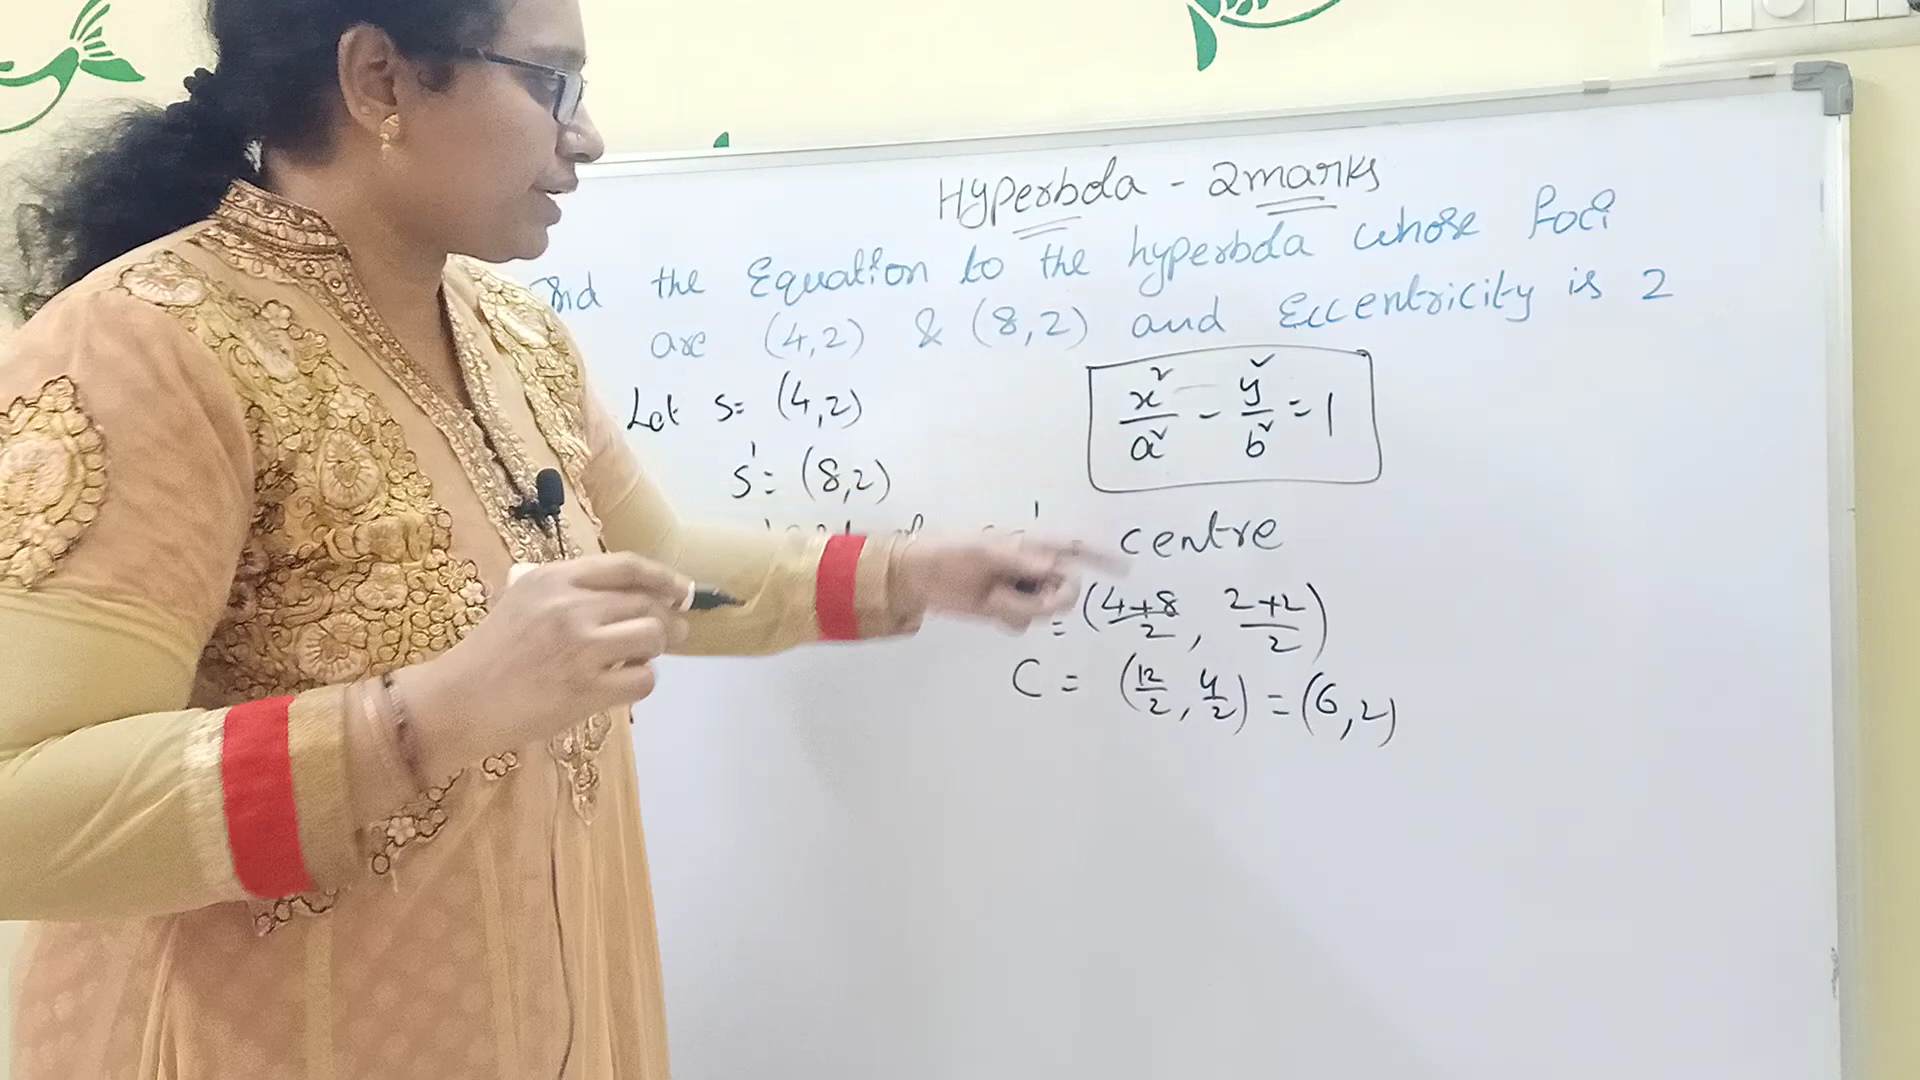 Hyperbola - 2marks
Find the Equation to the hyperbola whose Foci
are (4,2) & (8,2) and Eccentricity is 2
Let S = (4,2)
x²/a² - y²/b² = 1
S' = (8,2)
centre
= (4+8/2, 2+2/2)
C = (12/2, 4/2) = (6,2)